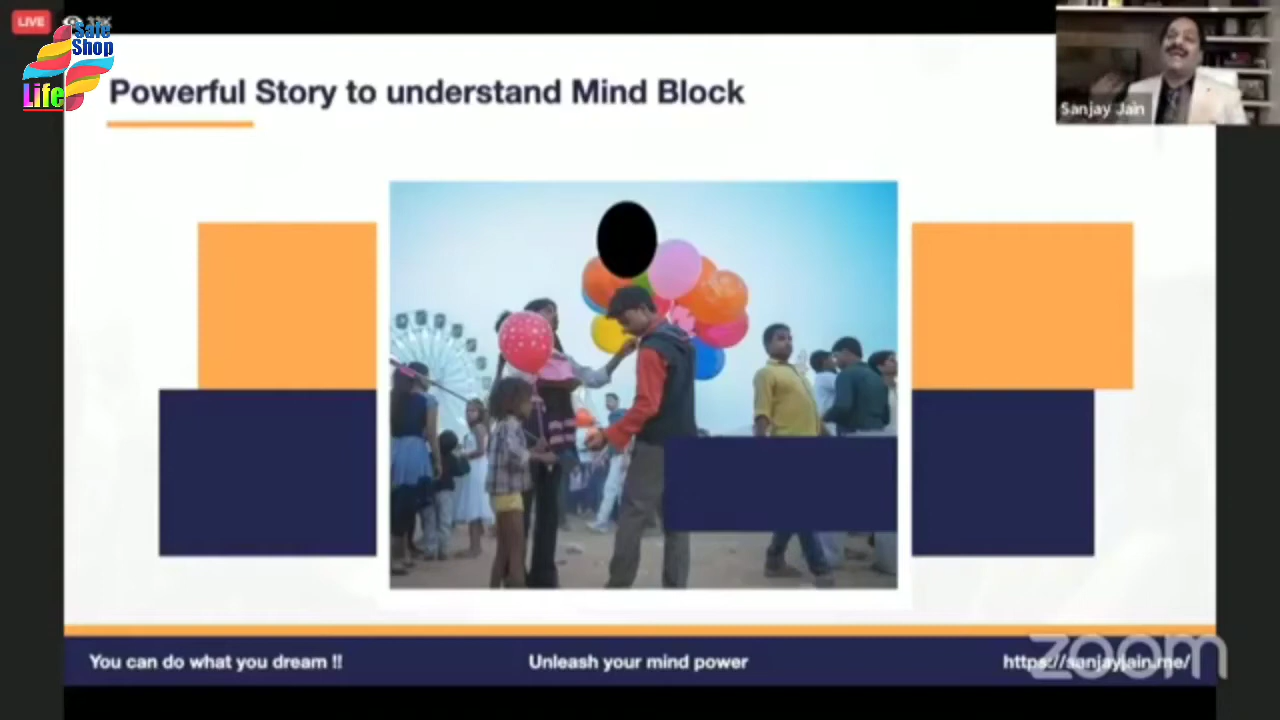 LIVE
Safe
Shop
Life
Powerful Story to understand Mind Block
Sanjay Jain
You can do what you dream !!
Unleash your mind power
https://sanjayjain.me/
zoom